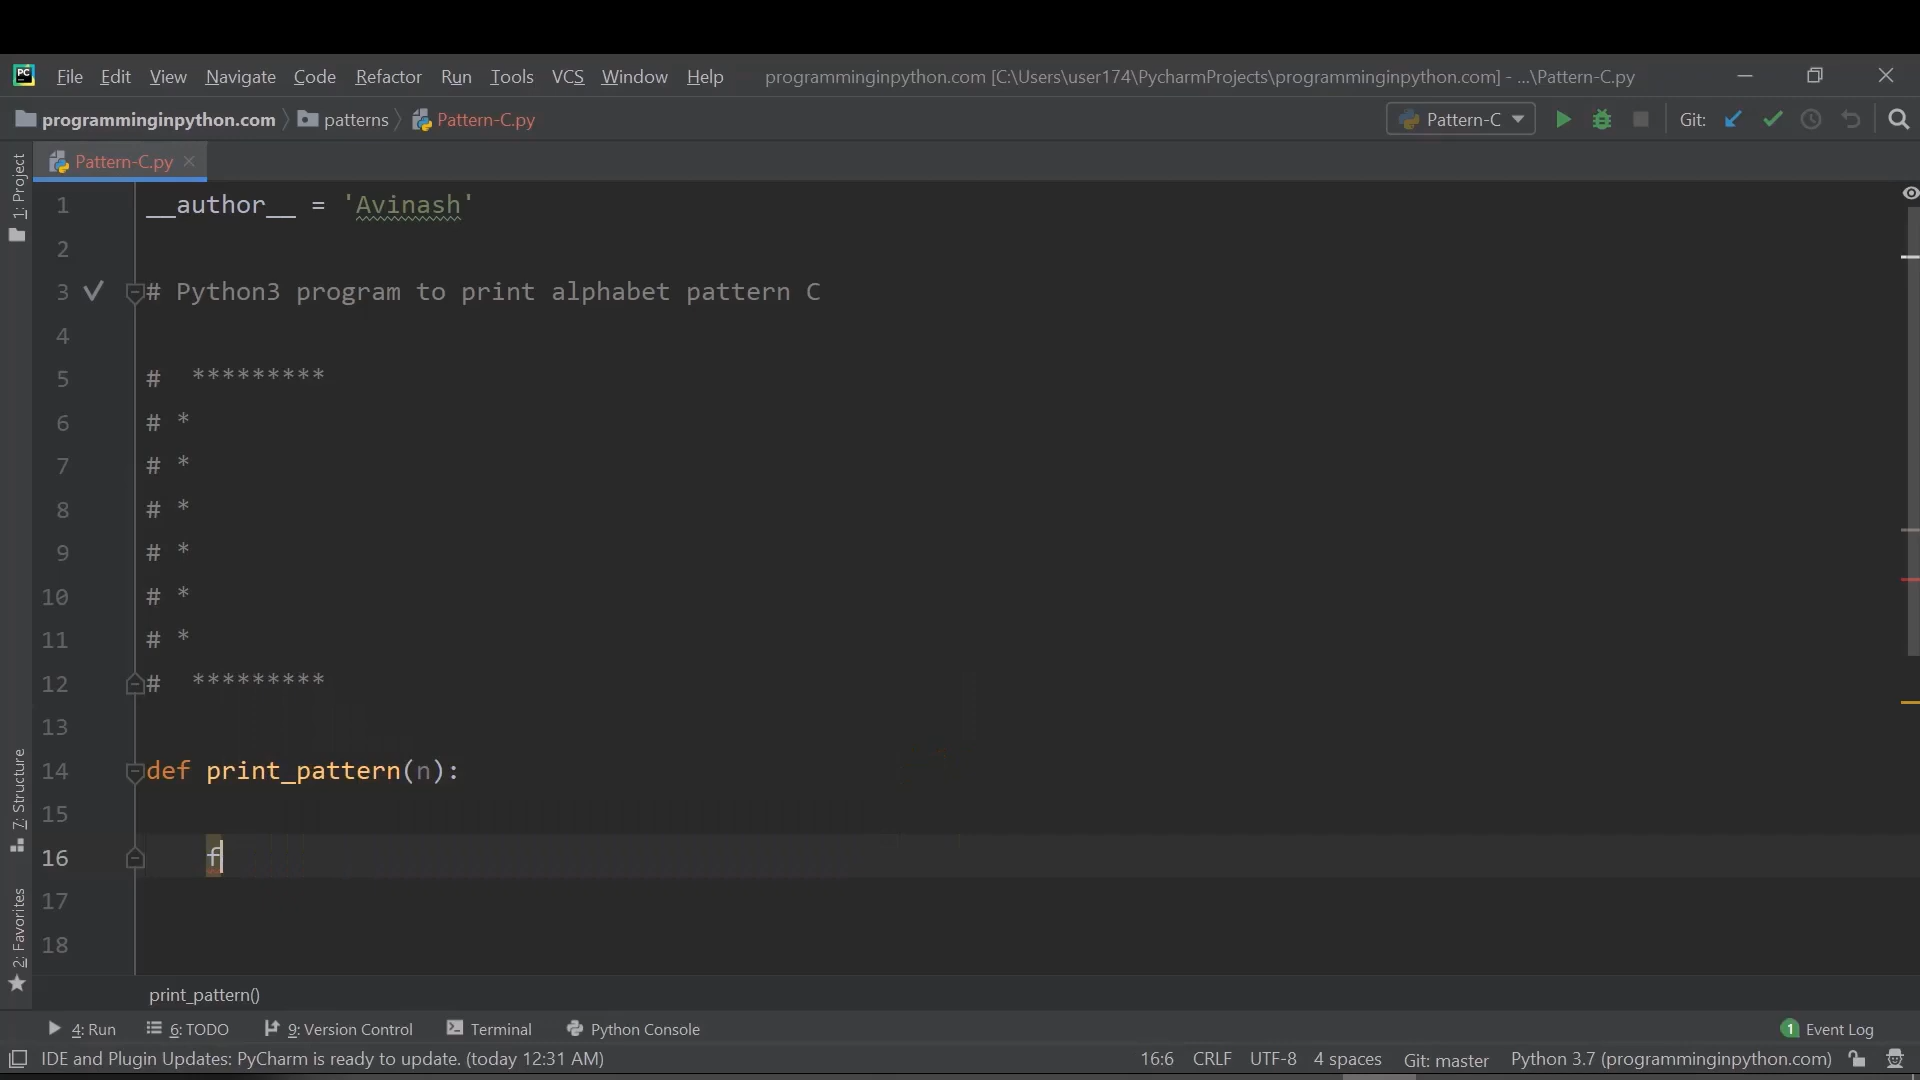 PC File Edit View Navigate Code Refactor Run Tools VCS Window Help programminginpython.com [C:\Users\user174\PycharmProjects\programminginpython.com] - ...\Pattern-C.py
programminginpython.com patterns Pattern-C.py Pattern-C Git:
Pattern-C.py
1: Project
7: Structure
2: Favorites
1 __author__ = 'Avinash'
2
3 # Python3 program to print alphabet pattern C
4
5 #  *********
6 # *
7 # *
8 # *
9 # *
10 # *
11 # *
12 #  *********
13
14 def print_pattern(n):
15
16     f
17
18
print_pattern()
4: Run 6: TODO 9: Version Control Terminal Python Console 1 Event Log
IDE and Plugin Updates: PyCharm is ready to update. (today 12:31 AM) 16:6 CRLF UTF-8 4 spaces Git: master Python 3.7 (programminginpython.com)